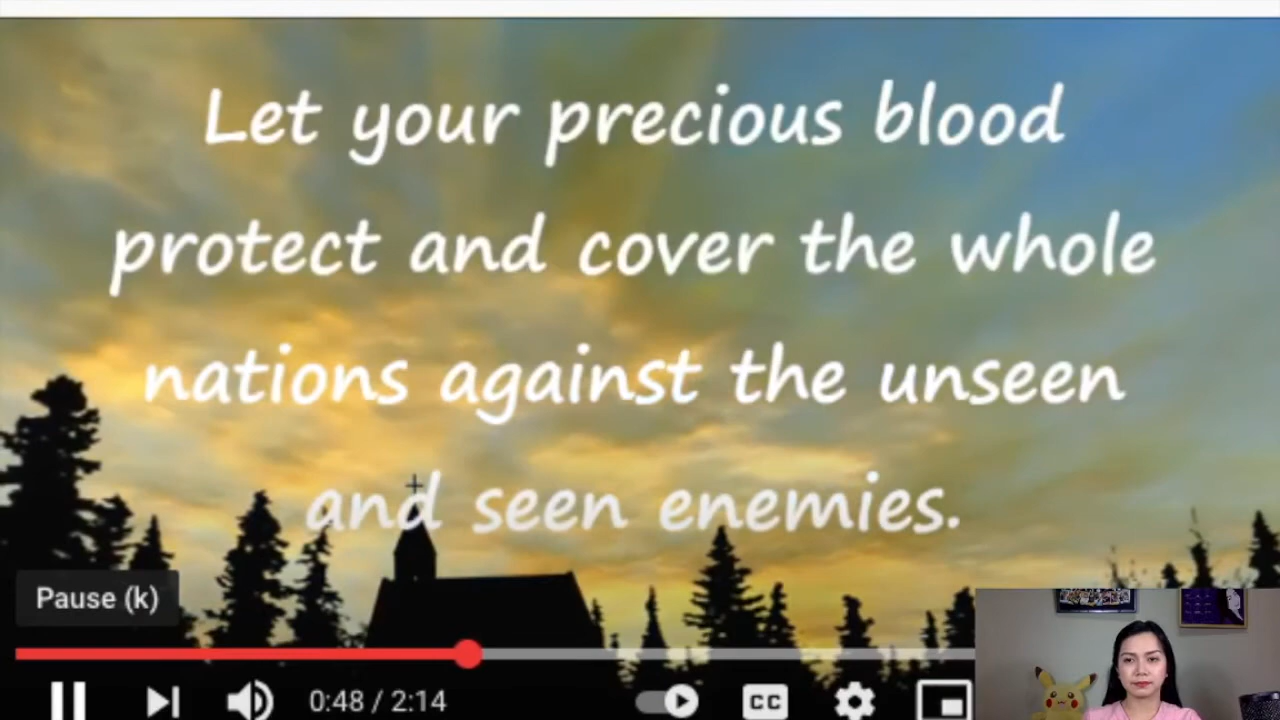 Let your precious blood
protect and cover the whole
nations against the unseen
and seen enemies.
Pause (k)
0:48 / 2:14
CC